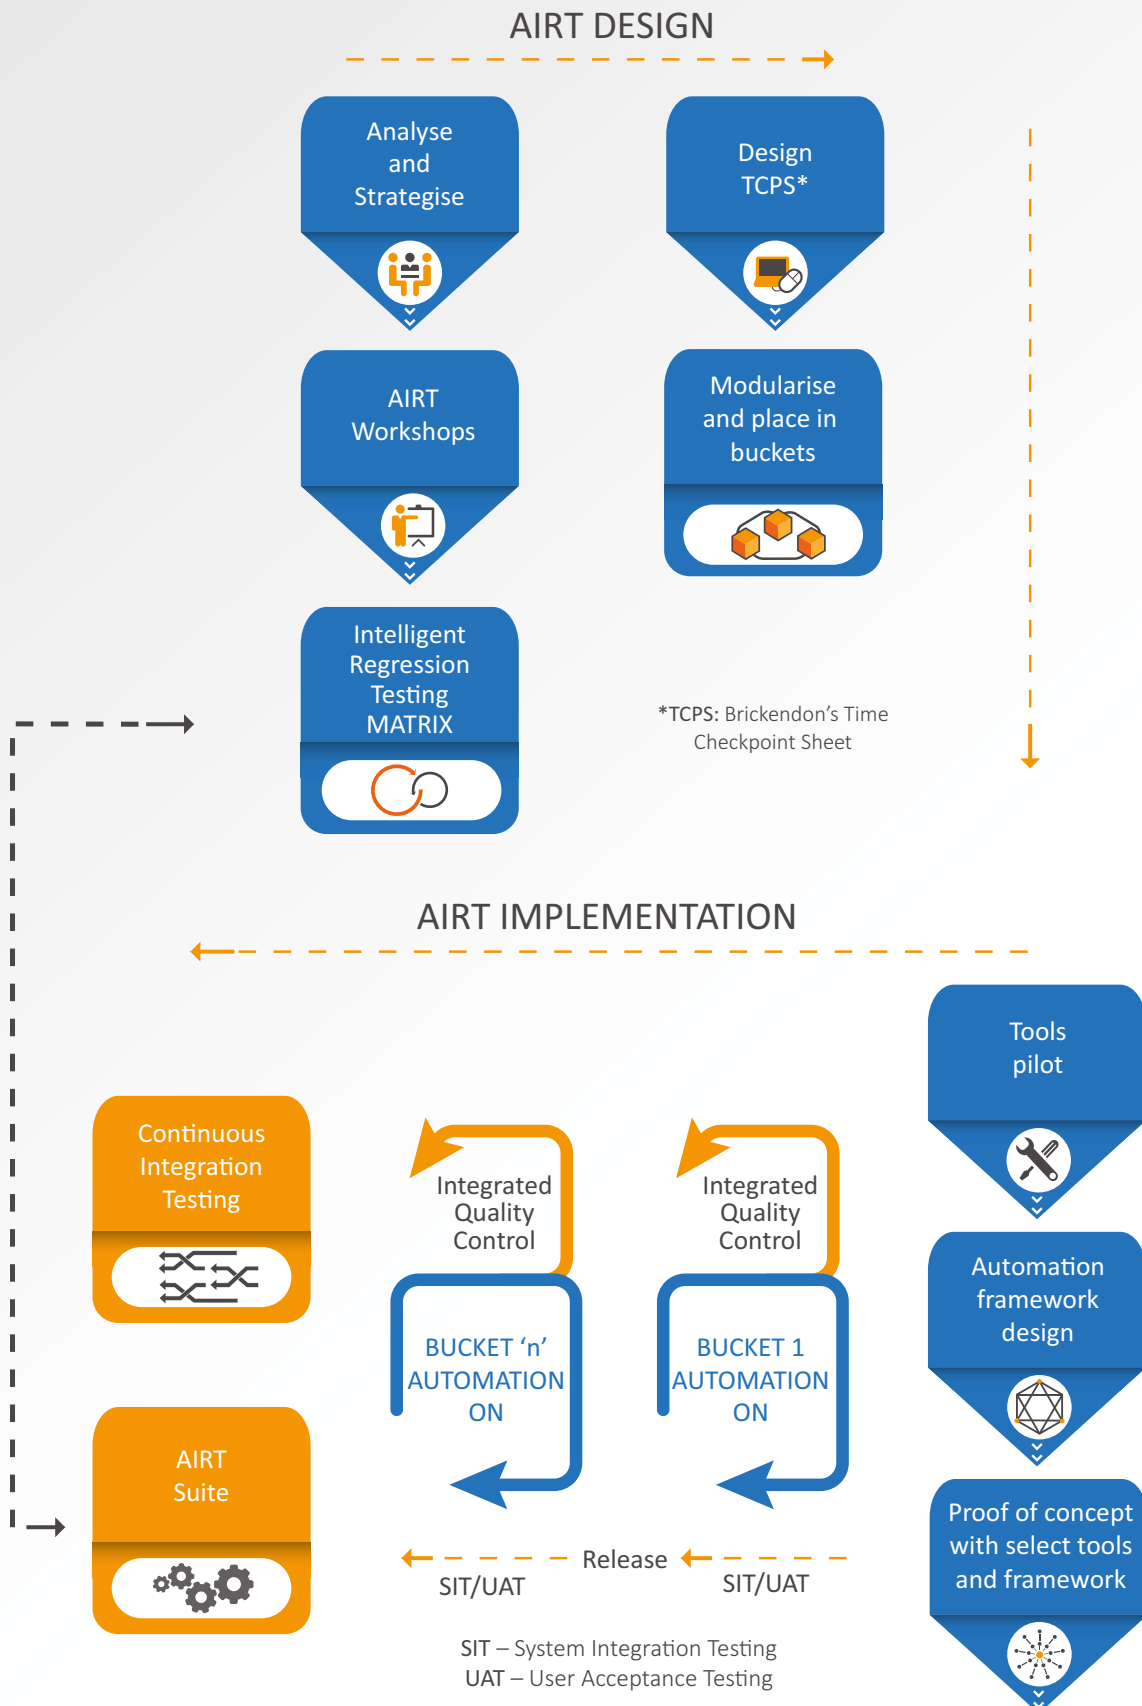 AIRT DESIGN
Analyse
and
Strategise
Design
TCPS*
AIRT
Workshops
Modularise
and place in
buckets
Intelligent
Regression
Testing
MATRIX
*TCPS: Brickendon's Time
Checkpoint Sheet
AIRT IMPLEMENTATION
Tools
pilot
Continuous
Integration
Testing
Integrated
Quality
Control
Integrated
Quality
Control
Automation
framework
design
BUCKET ‘n’
AUTOMATION
ON
BUCKET 1
AUTOMATION
ON
AIRT
Suite
Proof of concept
with select tools
and framework
Release
SIT/UAT
SIT/UAT
SIT – System Integration Testing
UAT – User Acceptance Testing